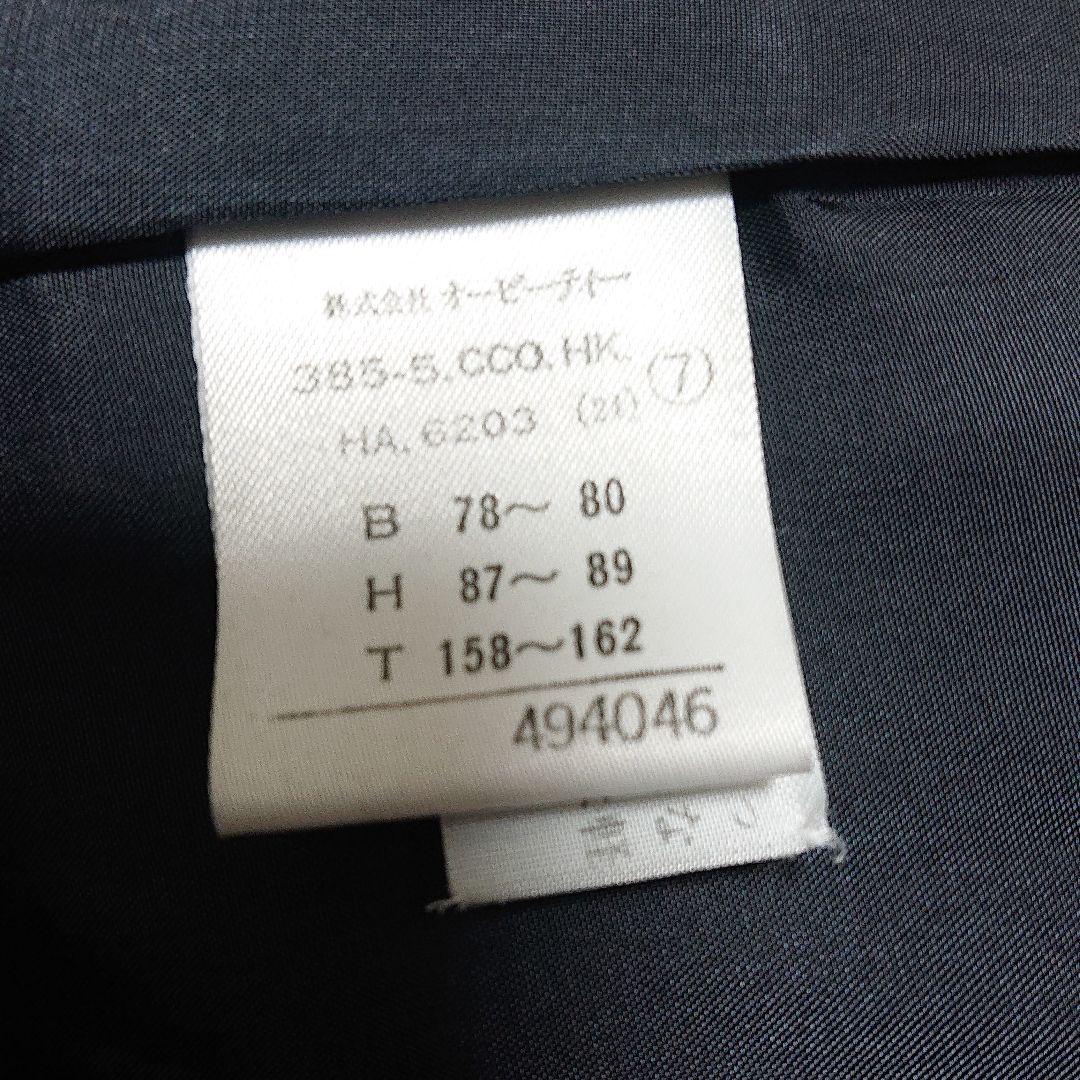 株式会社 オービーティー
385-5.CCO.HK.
⑦
HA.6203 (21)
B 78～ 80
H 87～ 89
T 158～162
494046